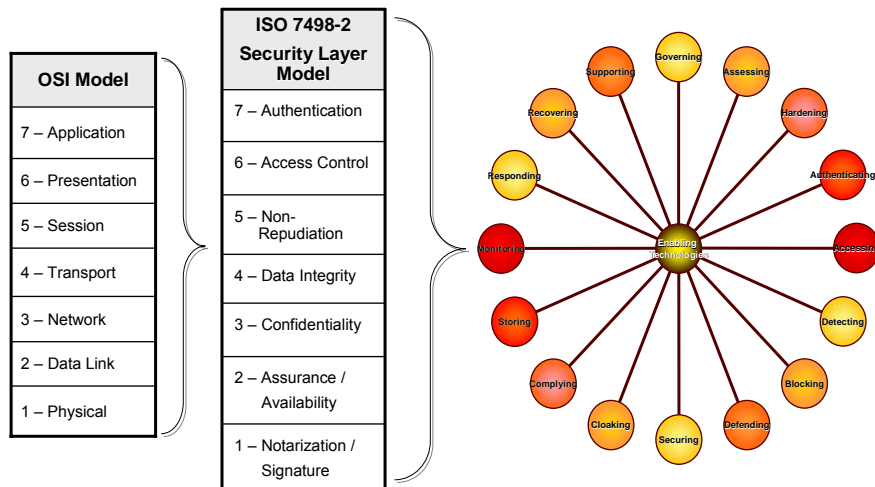 OSI Model
7 – Application
6 – Presentation
5 – Session
4 – Transport
3 – Network
2 – Data Link
1 – Physical
ISO 7498-2
Security Layer
Model
7 – Authentication
6 – Access Control
5 – Non-
Repudiation
4 – Data Integrity
3 – Confidentiality
2 – Assurance /
Availability
1 – Notarization /
Signature
Governing
Assessing
Hardening
Authenticating
Accessing
Detecting
Blocking
Defending
Securing
Cloaking
Complying
Storing
Monitoring
Responding
Recovering
Supporting
Enabling
Technologies